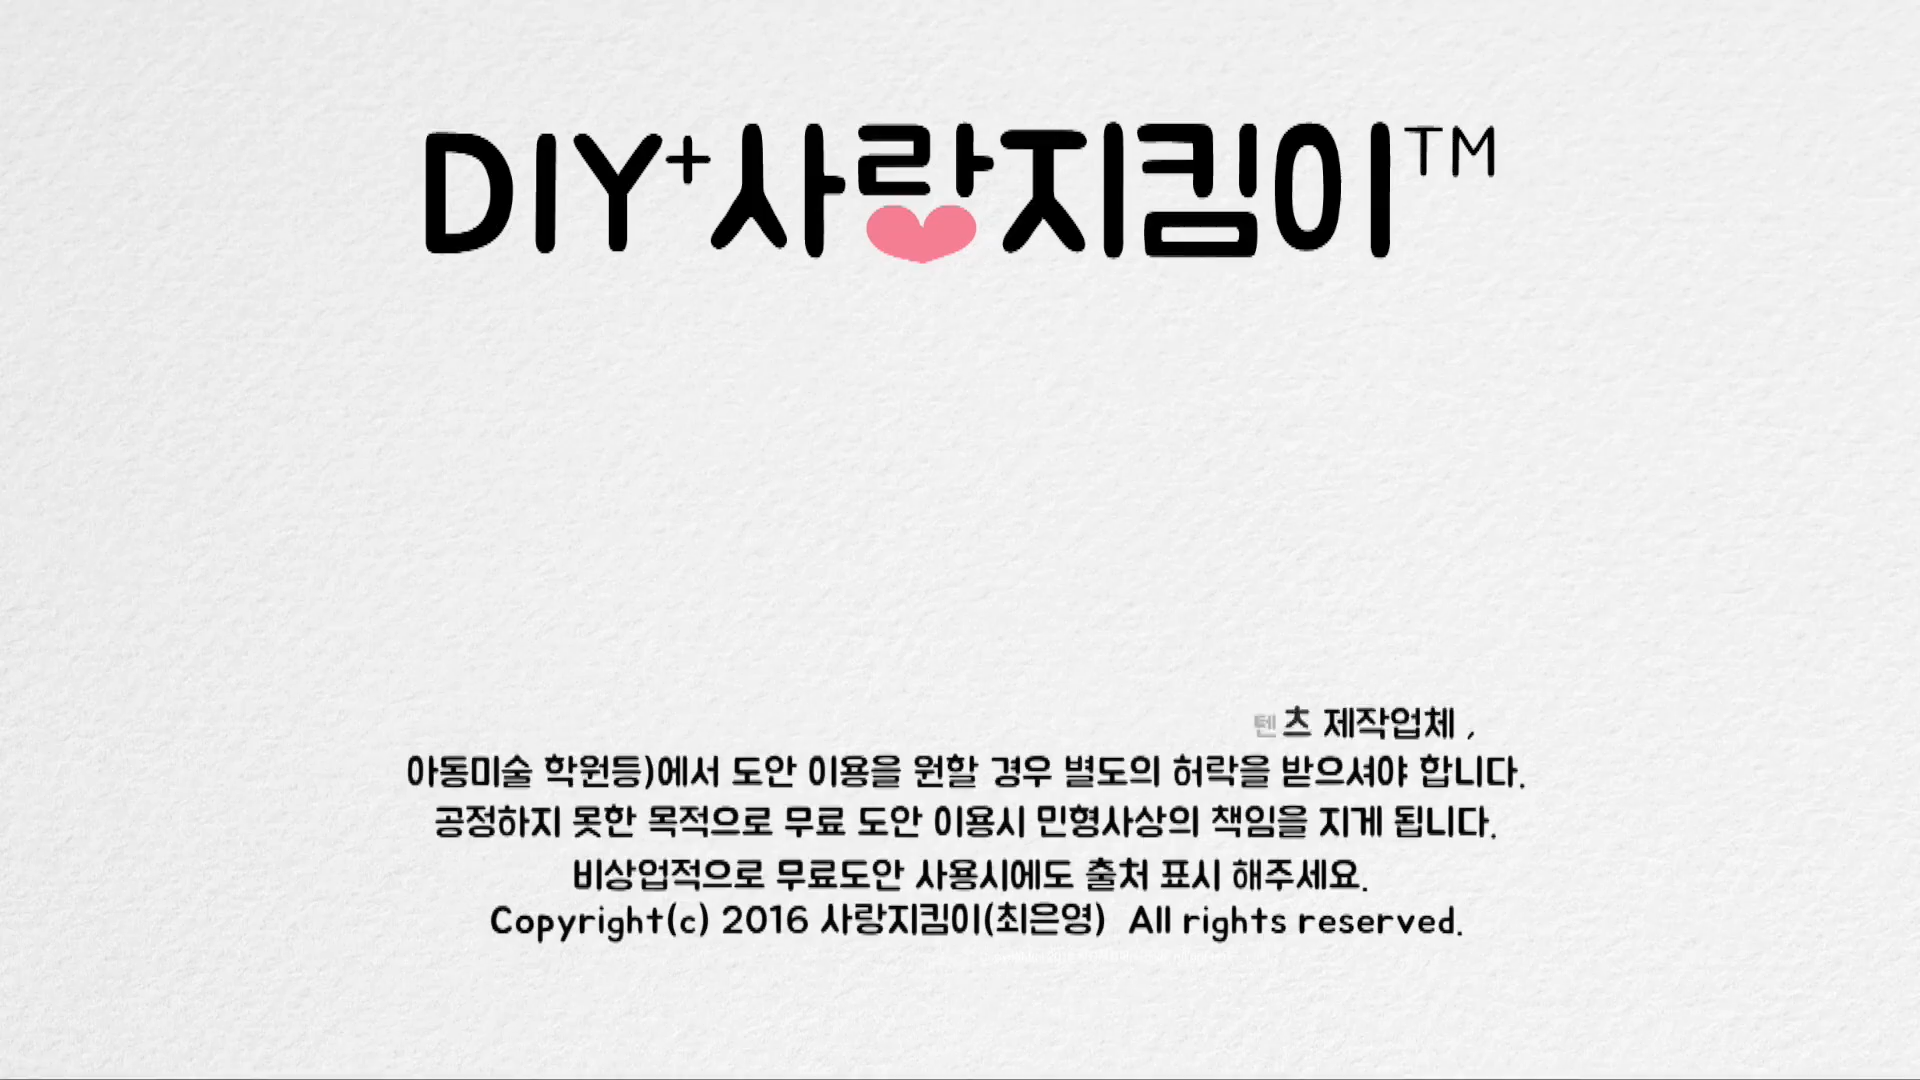 DIY+사랑지킴이™
텐츠 제작업체 ,
아동미술 학원등)에서 도안 이용을 원할 경우 별도의 허락을 받으셔야 합니다.
공정하지 못한 목적으로 무료 도안 이용시 민형사상의 책임을 지게 됩니다.
비상업적으로 무료도안 사용시에도 출처 표시 해주세요.
Copyright(c) 2016 사랑지킴이(최은영) All rights reserved.